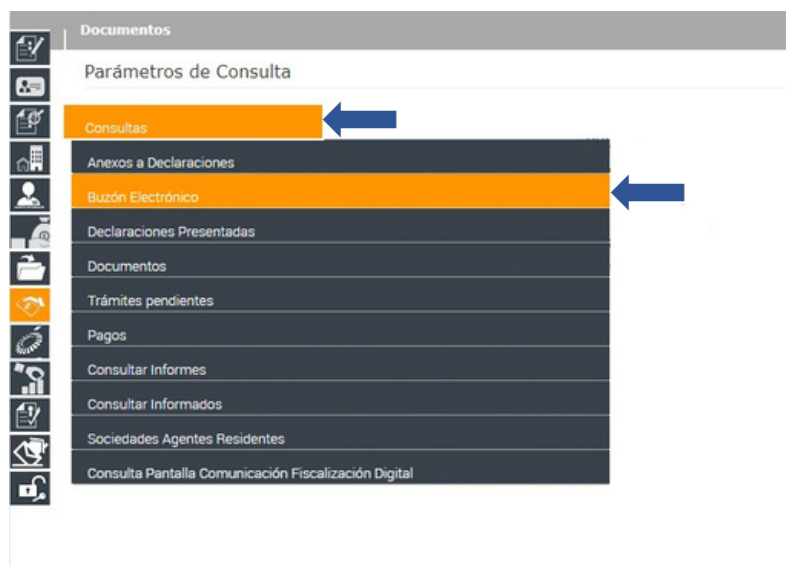 Documentos
Parámetros de Consulta
Consultas
Anexos a Declaraciones
Buzón Electrónico
Declaraciones Presentadas
Documentos
Trámites pendientes
Pagos
Consultar Informes
Consultar Informados
Sociedades Agentes Residentes
Consulta Pantalla Comunicación Fiscalización Digital